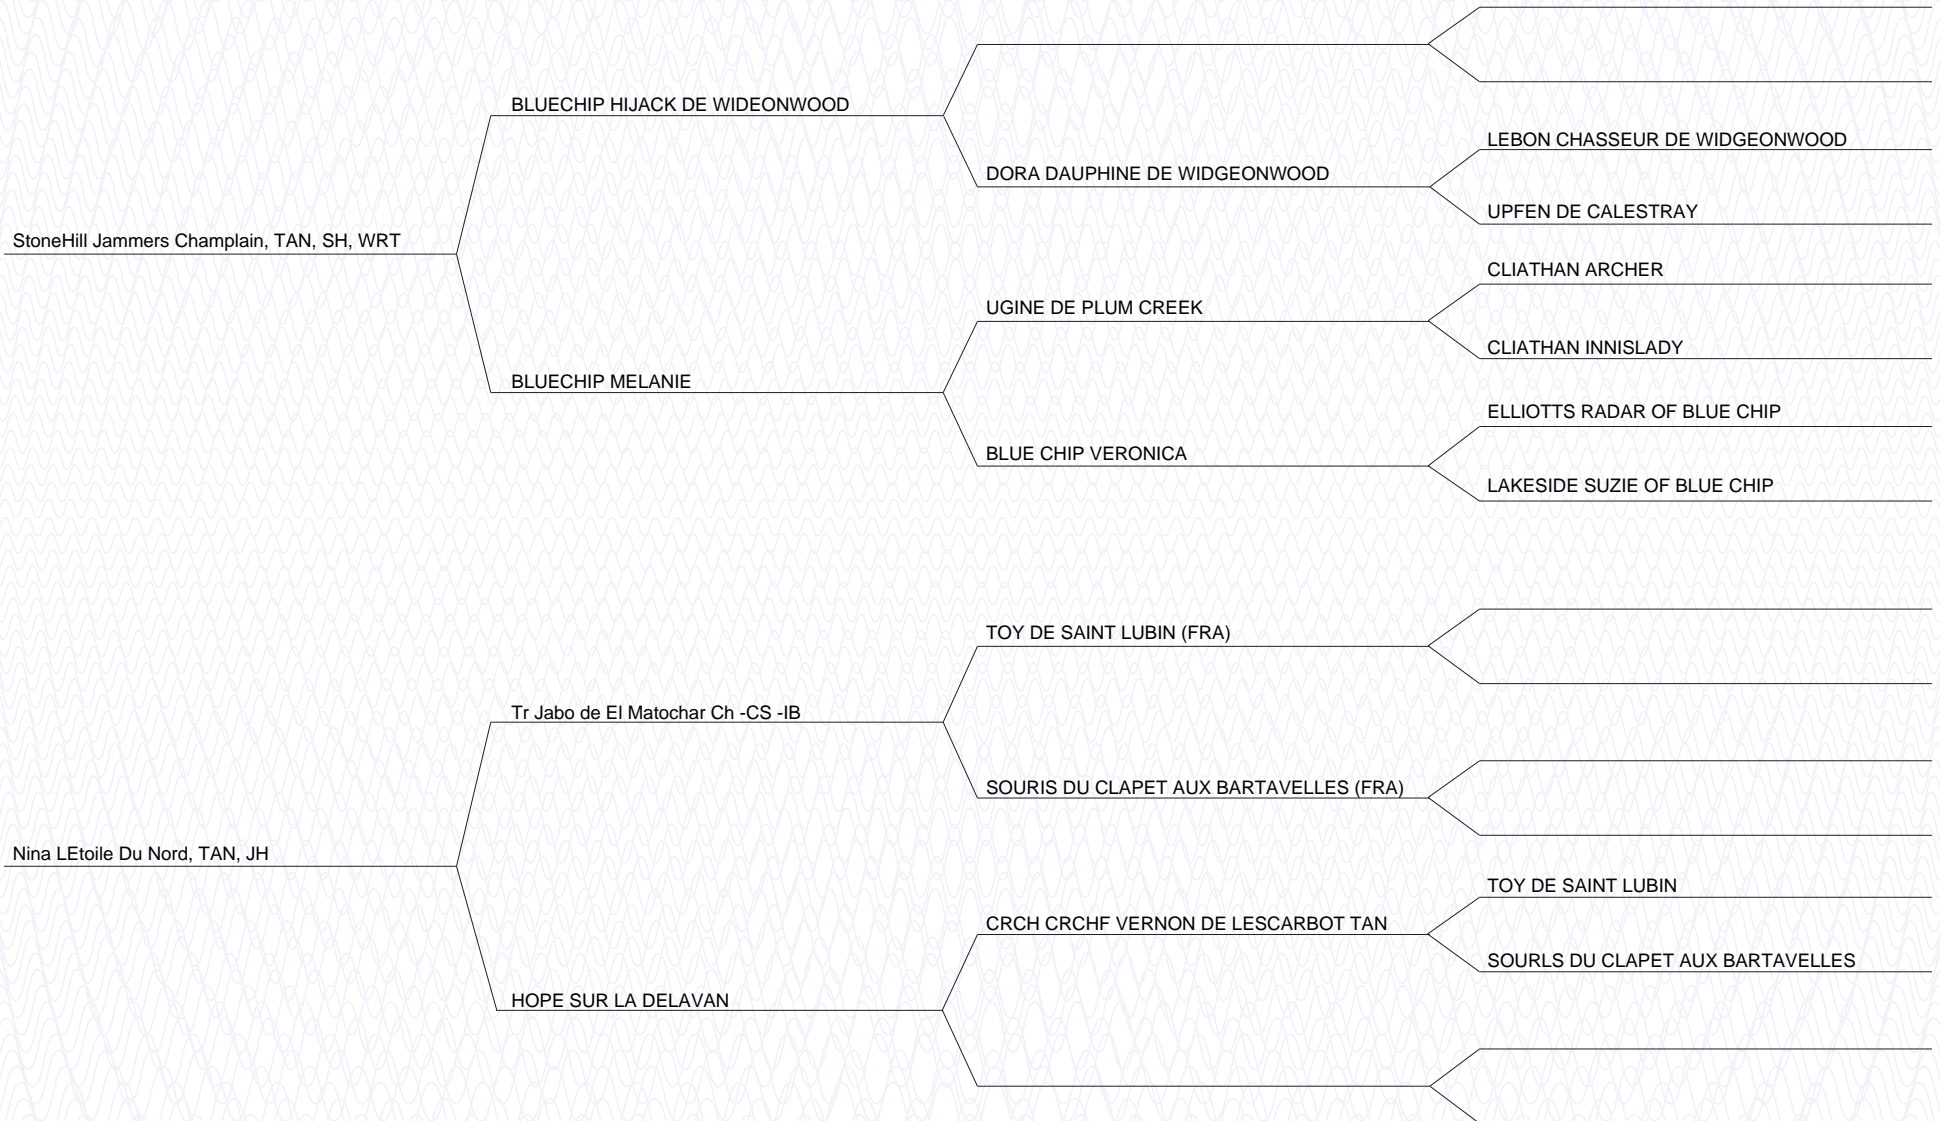 BLUECHIP HIJACK DE WIDEONWOOD
LEBON CHASSEUR DE WIDGEONWOOD
DORA DAUPHINE DE WIDGEONWOOD
UPFEN DE CALESTRAY
StoneHill Jammers Champlain, TAN, SH, WRT
CLIATHAN ARCHER
UGINE DE PLUM CREEK
CLIATHAN INNISLADY
BLUECHIP MELANIE
ELLIOTTS RADAR OF BLUE CHIP
BLUE CHIP VERONICA
LAKESIDE SUZIE OF BLUE CHIP
TOY DE SAINT LUBIN (FRA)
Tr Jabo de El Matochar Ch -CS -IB
SOURIS DU CLAPET AUX BARTAVELLES (FRA)
Nina LEtoile Du Nord, TAN, JH
TOY DE SAINT LUBIN
CRCH CRCHF VERNON DE LESCARBOT TAN
SOURLS DU CLAPET AUX BARTAVELLES
HOPE SUR LA DELAVAN